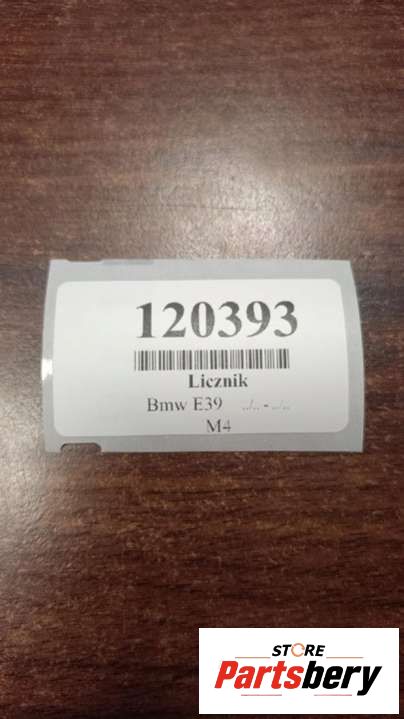 120393
Licznik
Bmw E39 ../.. - ../..
M4
STORE
Partsbery